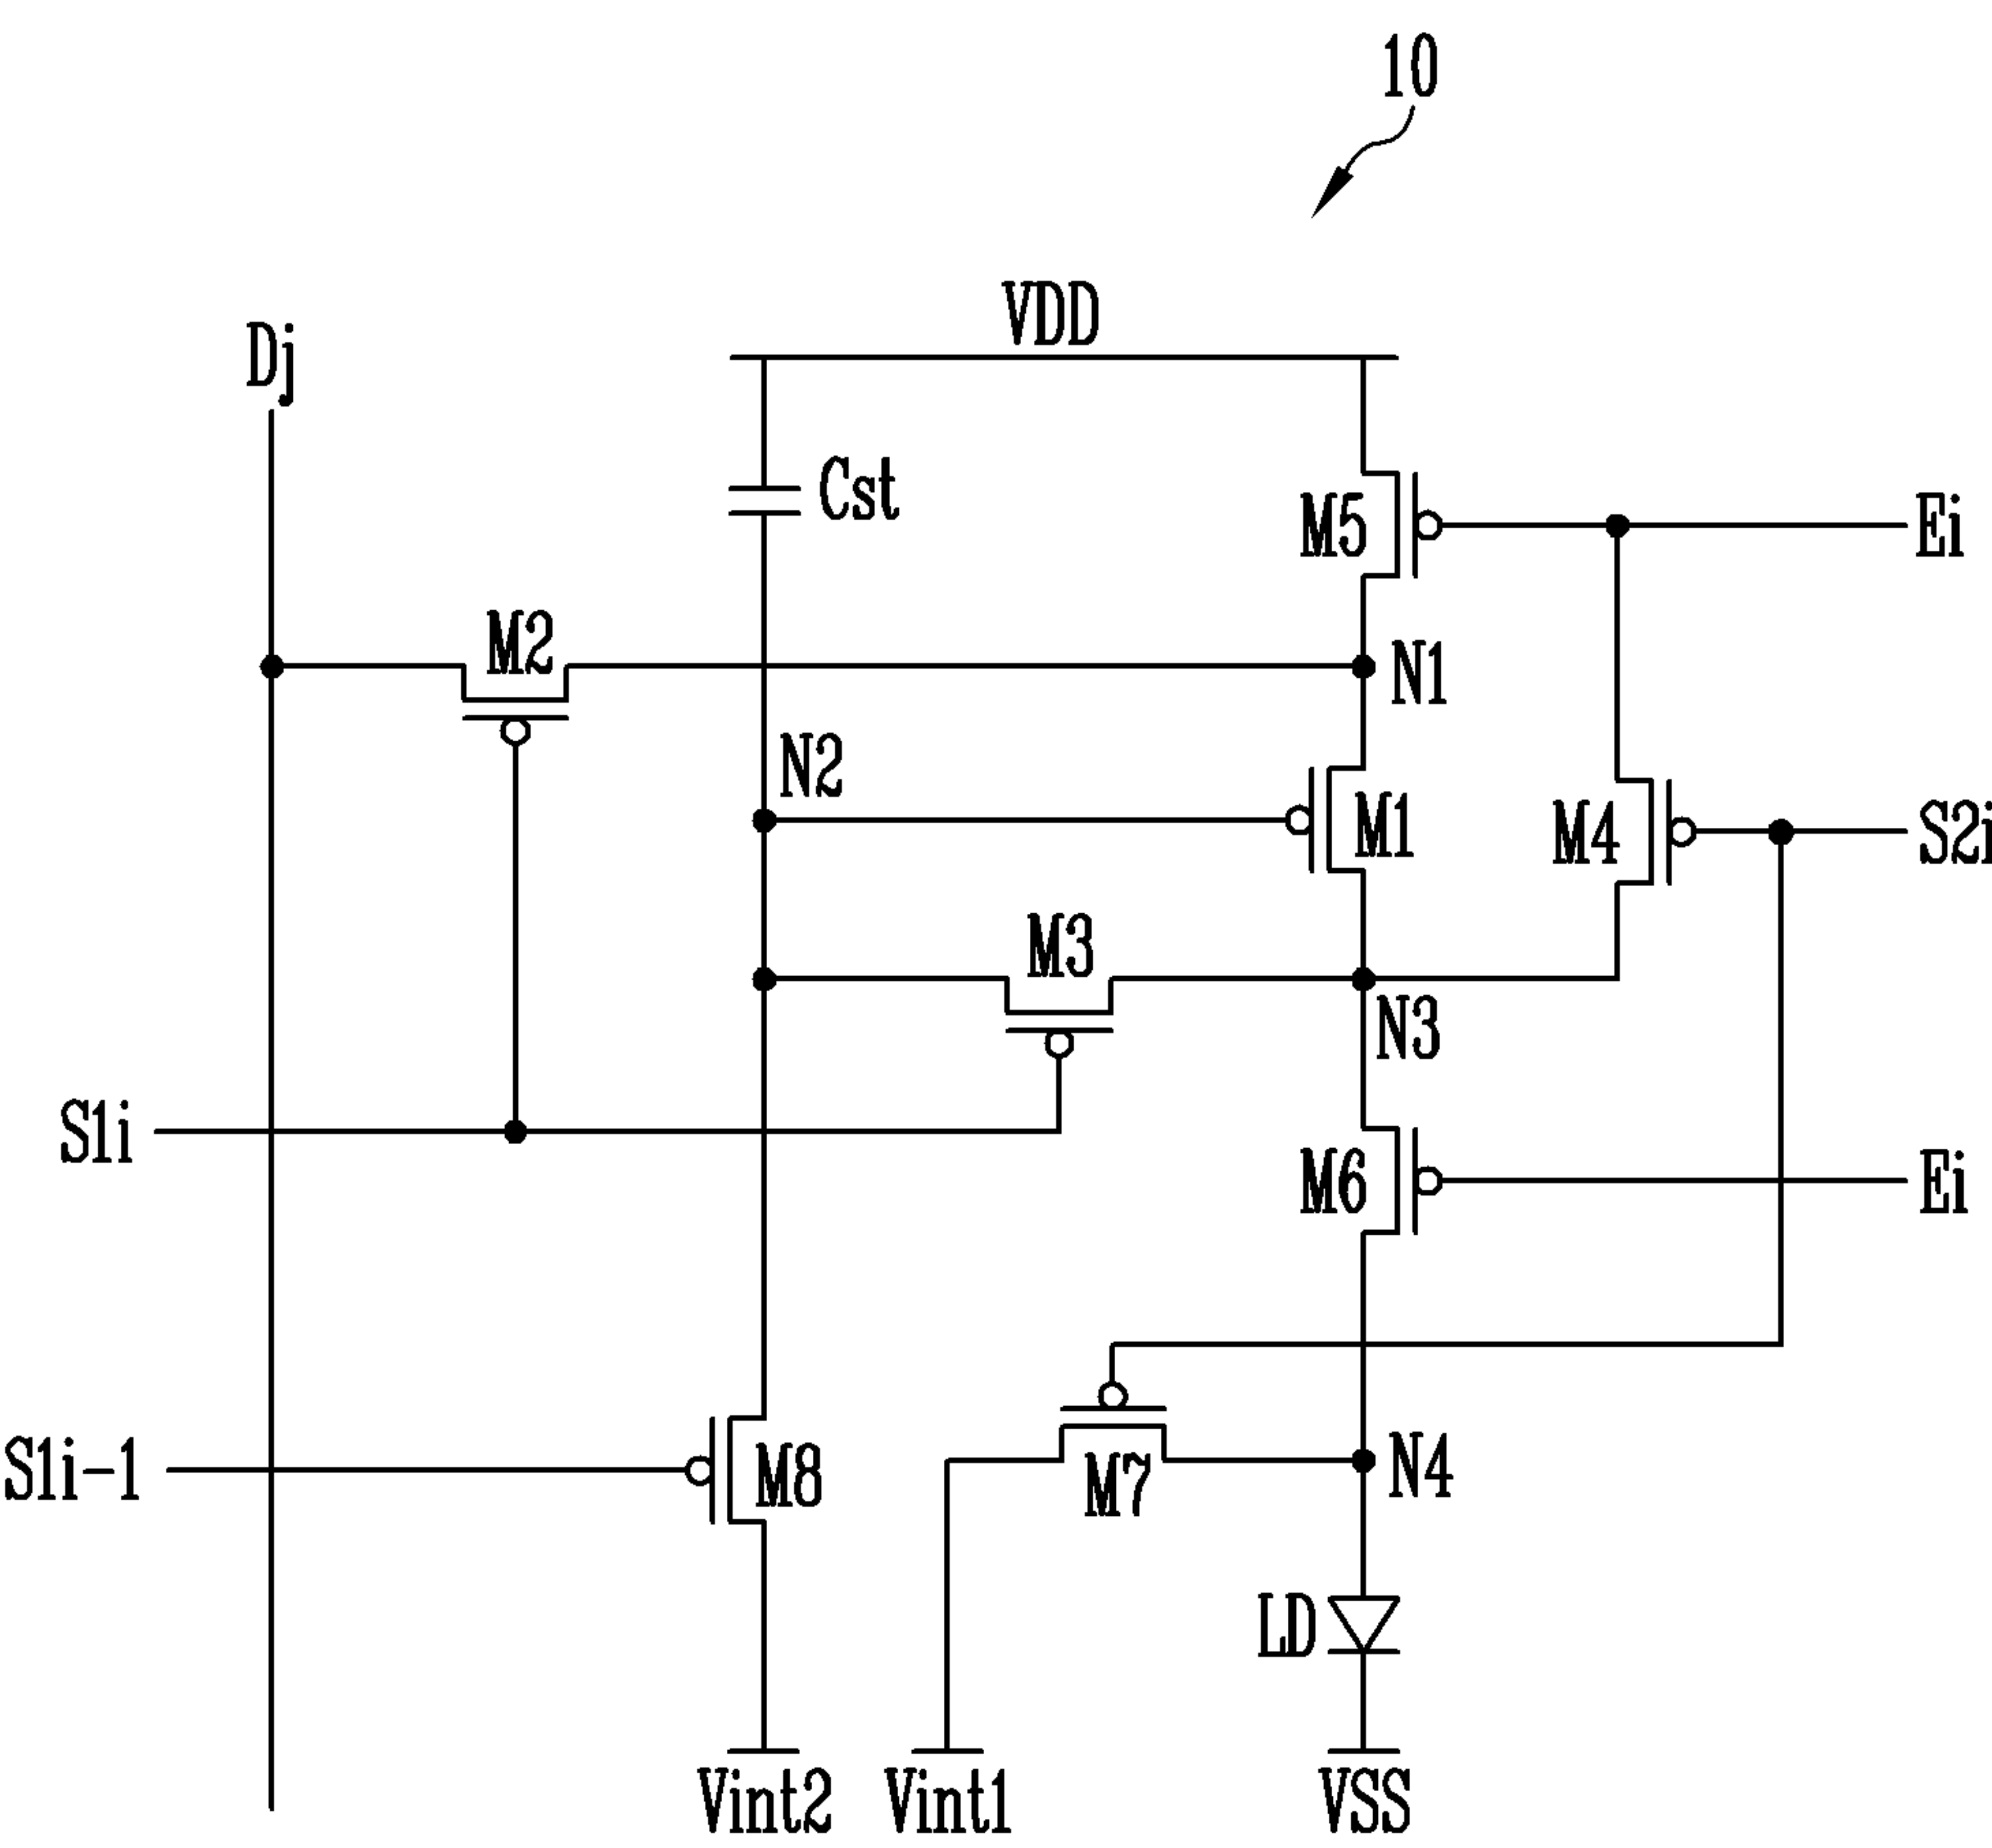 10
VDD
Dj
Cst
M5
Ei
M2
N1
N2
M1
M4
S2i
M3
N3
S1i
M6
Ei
S1i-1
M8
M7
N4
LD
Vint2
Vint1
VSS